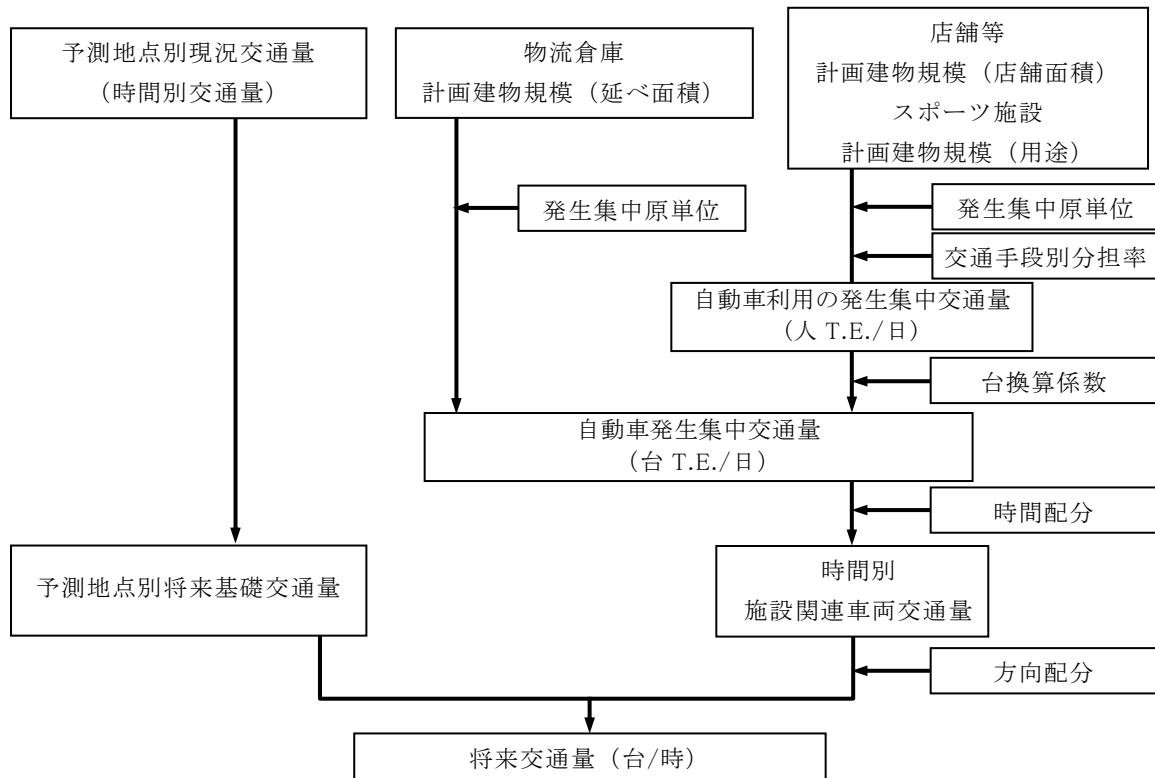 予測地点別現況交通量
（時間別交通量）
物流倉庫
計画建物規模（延べ面積）
店舗等
計画建物規模（店舗面積）
スポーツ施設
計画建物規模（用途）
発生集中原単位
発生集中原単位
交通手段別分担率
自動車利用の発生集中交通量
（人 T.E./日）
台換算係数
自動車発生集中交通量
（台 T.E./日）
時間配分
予測地点別将来基礎交通量
時間別
施設関連車両交通量
方向配分
将来交通量（台/時）